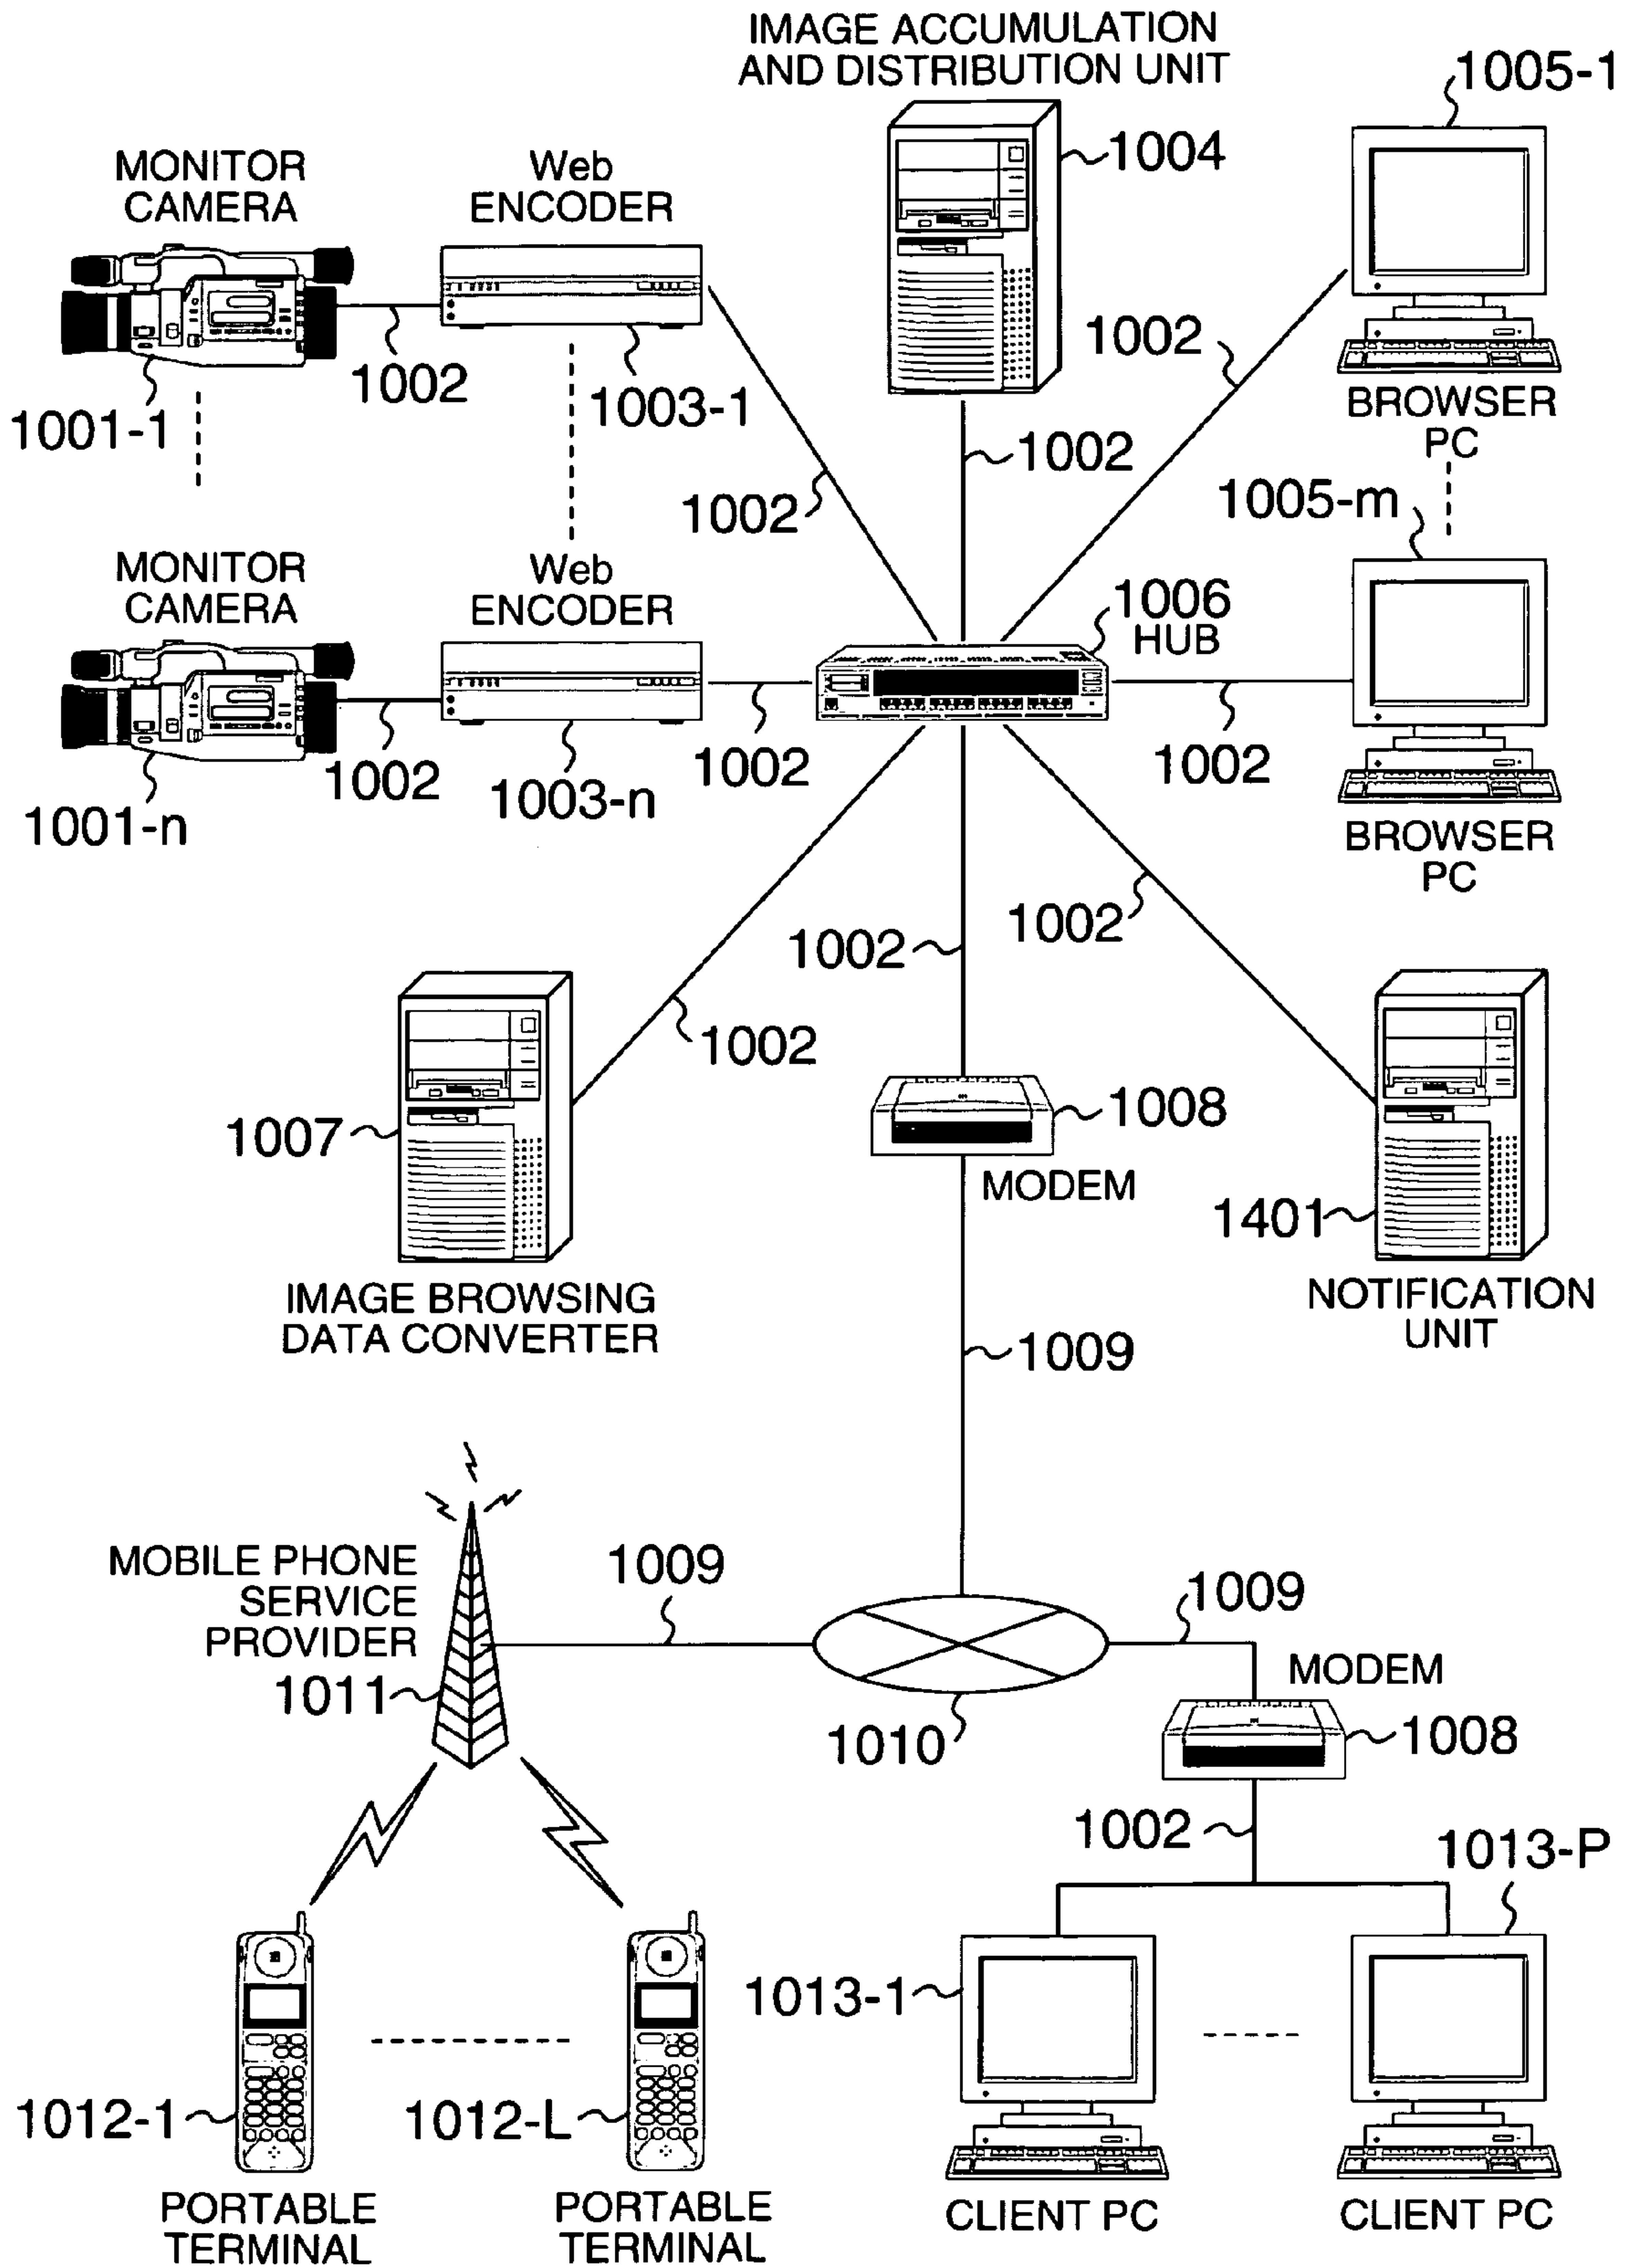 IMAGE ACCUMULATION
AND DISTRIBUTION UNIT
1005-1
1004
MONITOR
CAMERA
Web
ENCODER
1002
1002
1003-1
1001-1
BROWSER
PC
1002
1002
1005-m
MONITOR
CAMERA
Web
ENCODER
1006
HUB
1002
1002
1002
1003-n
1001-n
BROWSER
PC
1002
1002
1002
1007
1008
MODEM
1401
IMAGE BROWSING
DATA CONVERTER
NOTIFICATION
UNIT
1009
MOBILE PHONE
SERVICE
PROVIDER
1011
1009
1009
MODEM
1010
1008
1002
1013-P
1013-1
1012-1
1012-L
PORTABLE
TERMINAL
PORTABLE
TERMINAL
CLIENT PC
CLIENT PC